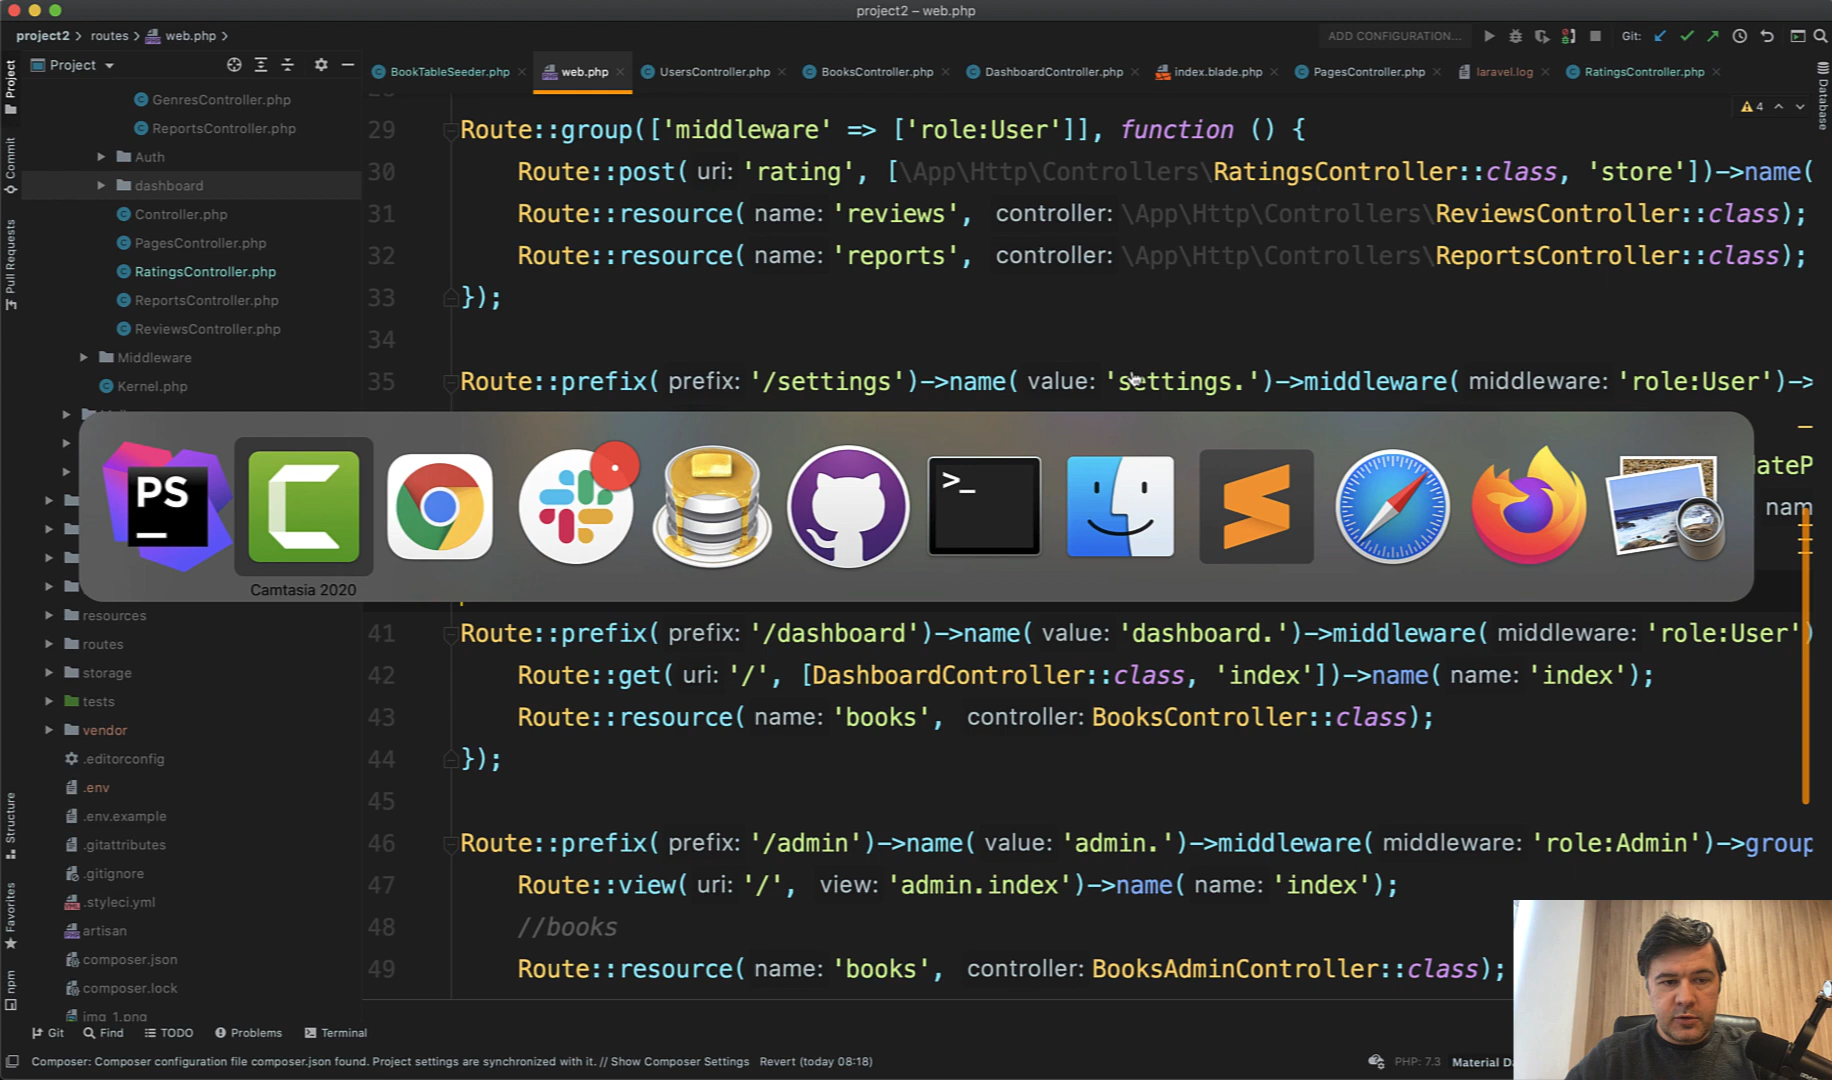 project2 – web.php
project2 > routes > web.php >
ADD CONFIGURATION...
Git:
Project
BookTableSeeder.php
web.php
UsersController.php
BooksController.php
DashboardController.php
index.blade.php
PagesController.php
laravel.log
RatingsController.php
GenresController.php
ReportsController.php
Auth
dashboard
Controller.php
PagesController.php
RatingsController.php
ReportsController.php
ReviewsController.php
Middleware
Kernel.php
resources
routes
storage
tests
vendor
.editorconfig
.env
.env.example
.gitattributes
.gitignore
.styleci.yml
artisan
composer.json
composer.lock
img_1.png
Project
Commit
Pull Requests
Structure
Favorites
npm
Database
4
29 Route::group(['middleware' => ['role:User']], function () {
30 Route::post( uri: 'rating', [\App\Http\Controllers\RatingsController::class, 'store'])->name(
31 Route::resource( name: 'reviews', controller: \App\Http\Controllers\ReviewsController::class);
32 Route::resource( name: 'reports', controller: \App\Http\Controllers\ReportsController::class);
33 });
34
35 Route::prefix( prefix: '/settings')->name( value: 'settings.')->middleware( middleware: 'role:User')->
dateP
nam
PS
>_
Camtasia 2020
41 Route::prefix( prefix: '/dashboard')->name( value: 'dashboard.')->middleware( middleware: 'role:User')
42 Route::get( uri: '/', [DashboardController::class, 'index'])->name( name: 'index');
43 Route::resource( name: 'books', controller: BooksController::class);
44 });
45
46 Route::prefix( prefix: '/admin')->name( value: 'admin.')->middleware( middleware: 'role:Admin')->group
47 Route::view( uri: '/', view: 'admin.index')->name( name: 'index');
48 //books
49 Route::resource( name: 'books', controller: BooksAdminController::class);
Git Find TODO Problems Terminal
Composer: Composer configuration file composer.json found. Project settings are synchronized with it. // Show Composer Settings Revert (today 08:18)
PHP: 7.3 Material